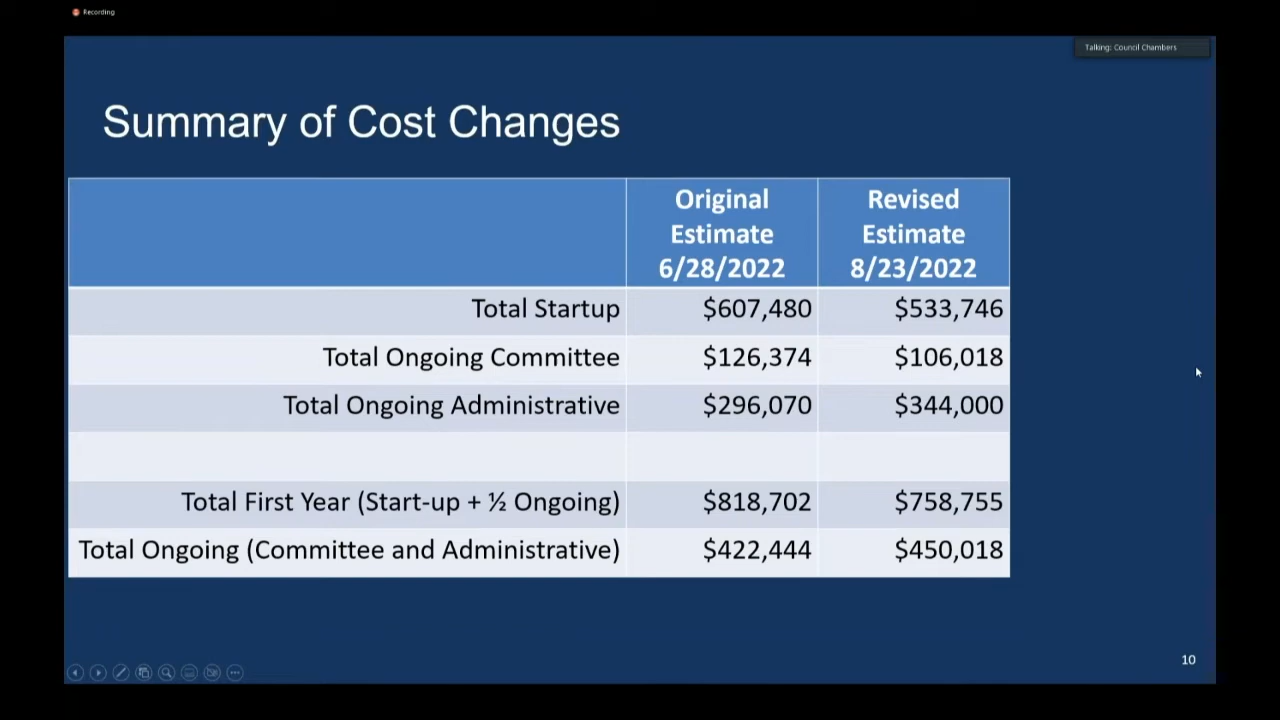 Recording
Talking: Council Chambers
Summary of Cost Changes
Original Estimate 6/28/2022 Revised Estimate 8/23/2022
Total Startup $607,480 $533,746
Total Ongoing Committee $126,374 $106,018
Total Ongoing Administrative $296,070 $344,000
Total First Year (Start-up + ½ Ongoing) $818,702 $758,755
Total Ongoing (Committee and Administrative) $422,444 $450,018
10